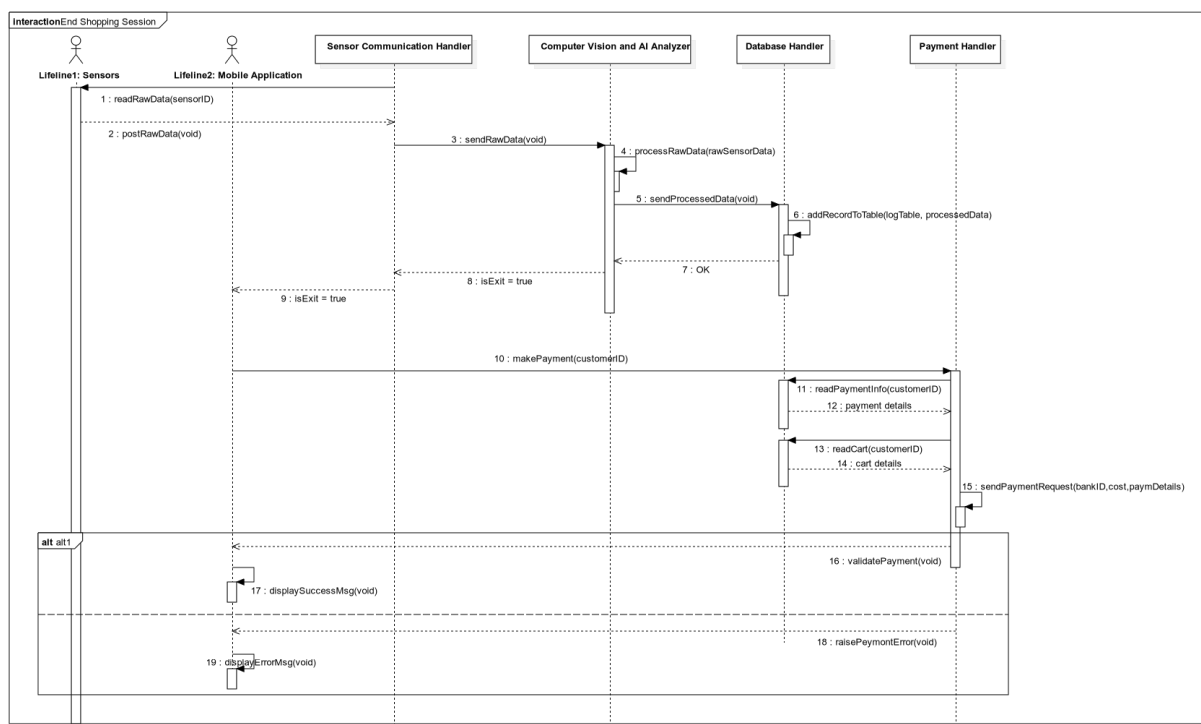 interactionEnd Shopping Session
Sensor Communication Handler
Computer Vision and AI Analyzer
Database Handler
Payment Handler
Lifeline1: Sensors
Lifeline2: Mobile Application
1 : readRawData(sensorID)
2 : postRawData(void)
3 : sendRawData(void)
4 : processRawData(rawSensorData)
5 : sendProcessedData(void)
6 : addRecordToTable(logTable, processedData)
7 : OK
8 : isExit = true
9 : isExit = true
10 : makePayment(customerID)
11 : readPaymentInfo(customerID)
12 : payment details
13 : readCart(customerID)
14 : cart details
15 : sendPaymentRequest(bankID,cost,paymDetails)
alt alt1
16 : validatePayment(void)
17 : displaySuccessMsg(void)
18 : raisePeymontError(void)
19 : displayErrorMsg(void)